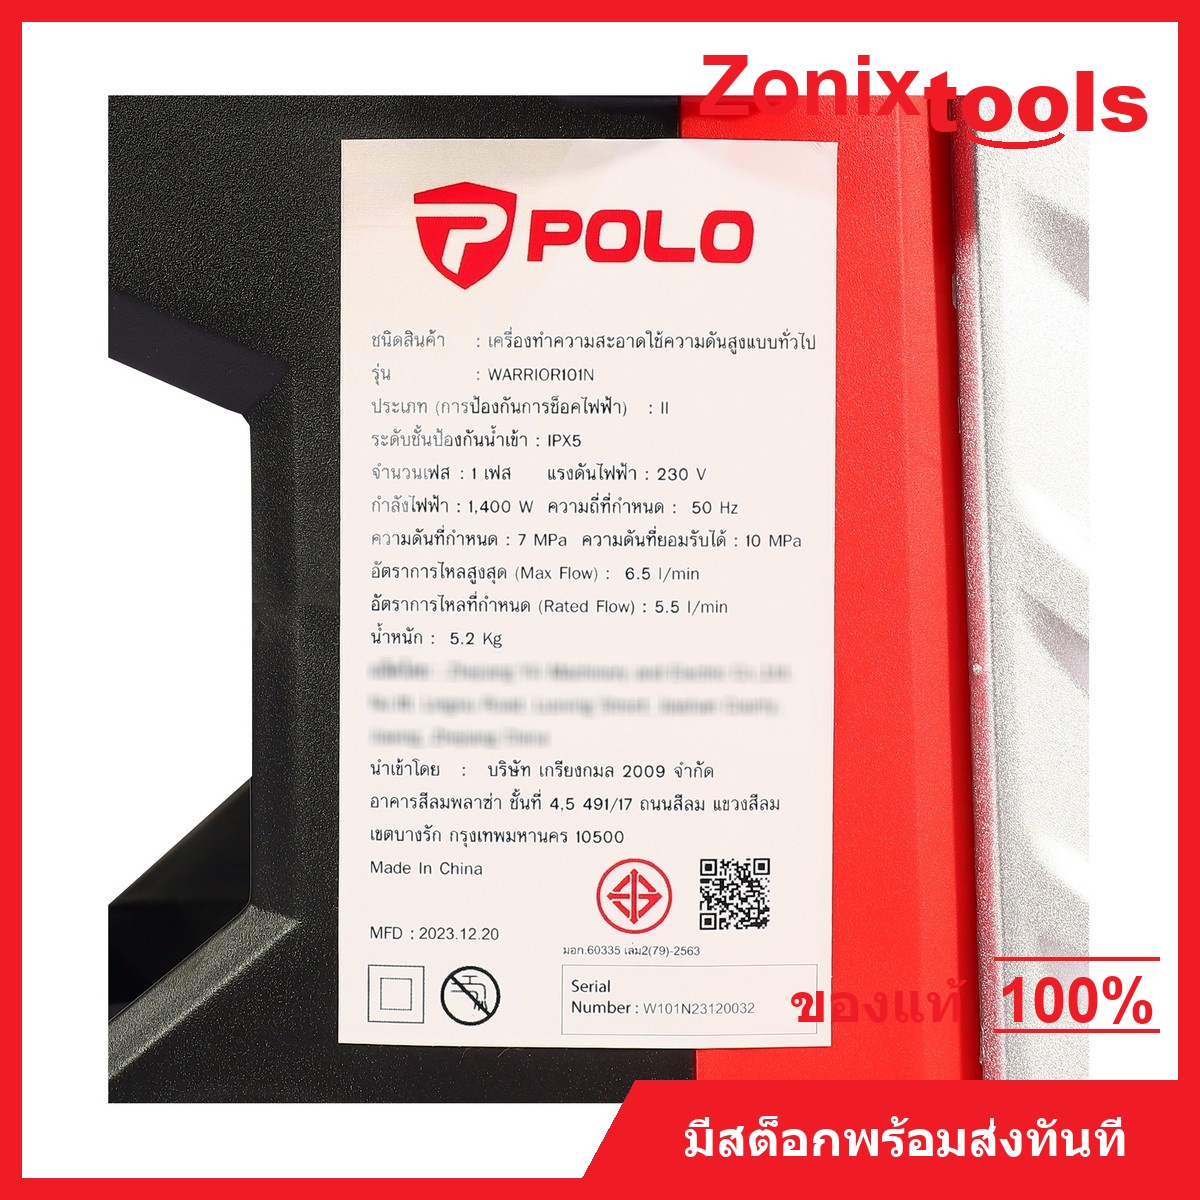 Zonixtools
POLO
ชนิดสินค้า : เครื่องทำความสะอาดใช้ความดันสูงแบบทั่วไป
รุ่น : WARRIOR101N
ประเภท (การป้องกันการช็อคไฟฟ้า) : II
ระดับชั้นป้องกันน้ำเข้า : IPX5
จำนวนเฟส : 1 เฟส แรงดันไฟฟ้า : 230 V
กำลังไฟฟ้า : 1,400 W ความถี่ที่กำหนด : 50 Hz
ความดันที่กำหนด : 7 MPa ความดันที่ยอมรับได้ : 10 MPa
อัตราการไหลสูงสุด (Max Flow) : 6.5 l/min
อัตราการไหลที่กำหนด (Rated Flow) : 5.5 l/min
น้ำหนัก : 5.2 Kg
นำเข้าโดย : บริษัท เกรียงกมล 2009 จำกัด
อาคารสีลมพลาซ่า ชั้นที่ 4,5 491/17 ถนนสีลม แขวงสีลม
เขตบางรัก กรุงเทพมหานคร 10500
Made In China
MFD : 2023.12.20
มอก.60335 เล่ม2(79)-2563
Serial
Number : W101N23120032
ของแท้ 100%
มีสต็อกพร้อมส่งทันที